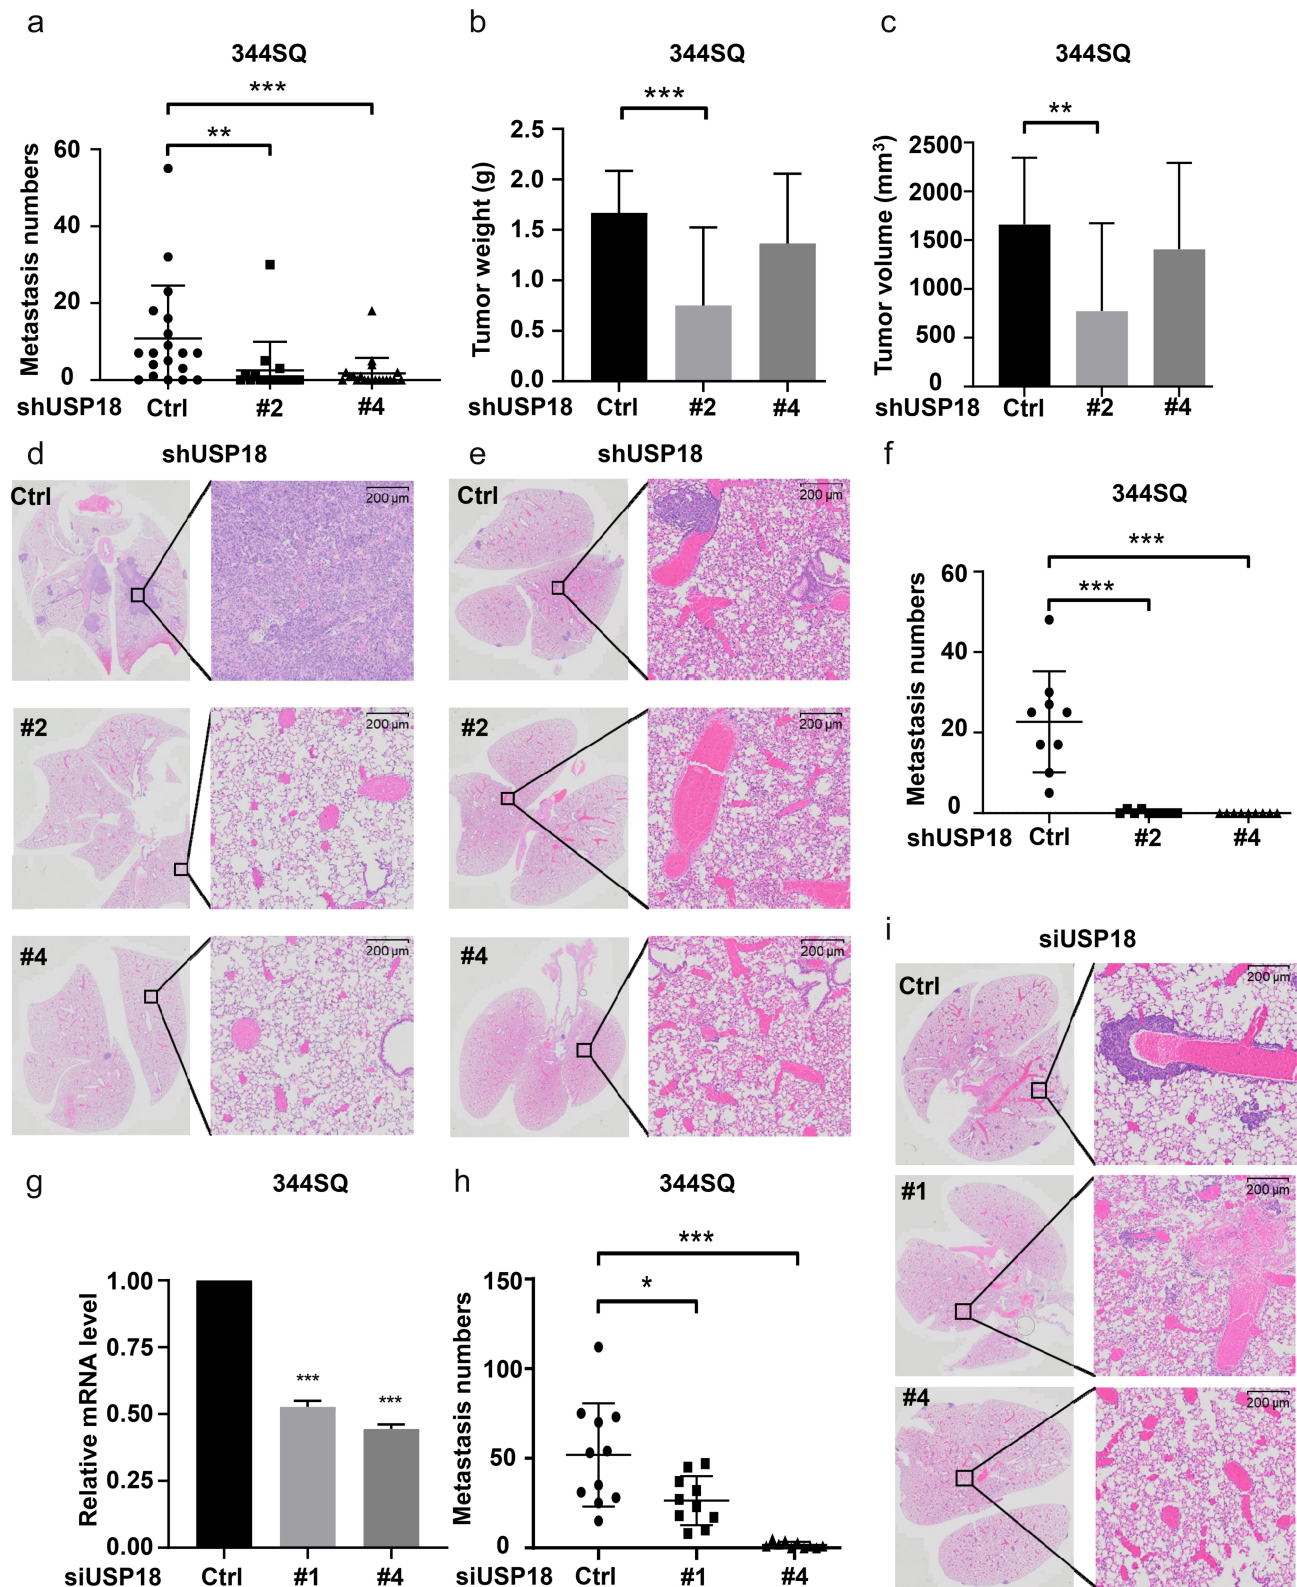 a
344SQ
***
**
Metastasis numbers
60
40
20
0
shUSP18 Ctrl #2 #4
b
344SQ
***
Tumor weight (g)
2.5
2.0
1.5
1.0
0.5
0.0
shUSP18 Ctrl #2 #4
c
344SQ
**
Tumor volume (mm³)
2500
2000
1500
1000
500
0
shUSP18 Ctrl #2 #4
d
shUSP18
Ctrl
200 µm
#2
200 µm
#4
200 µm
e
shUSP18
Ctrl
200 µm
#2
200 µm
#4
200 µm
f
344SQ
***
***
Metastasis numbers
60
40
20
0
shUSP18 Ctrl #2 #4
g
344SQ
Relative mRNA level
1.00
0.75
0.50
0.25
0.00
***
***
siUSP18 Ctrl #1 #4
h
344SQ
***
*
Metastasis numbers
150
100
50
0
siUSP18 Ctrl #1 #4
i
siUSP18
Ctrl
200 µm
#1
200 µm
#4
200 µm